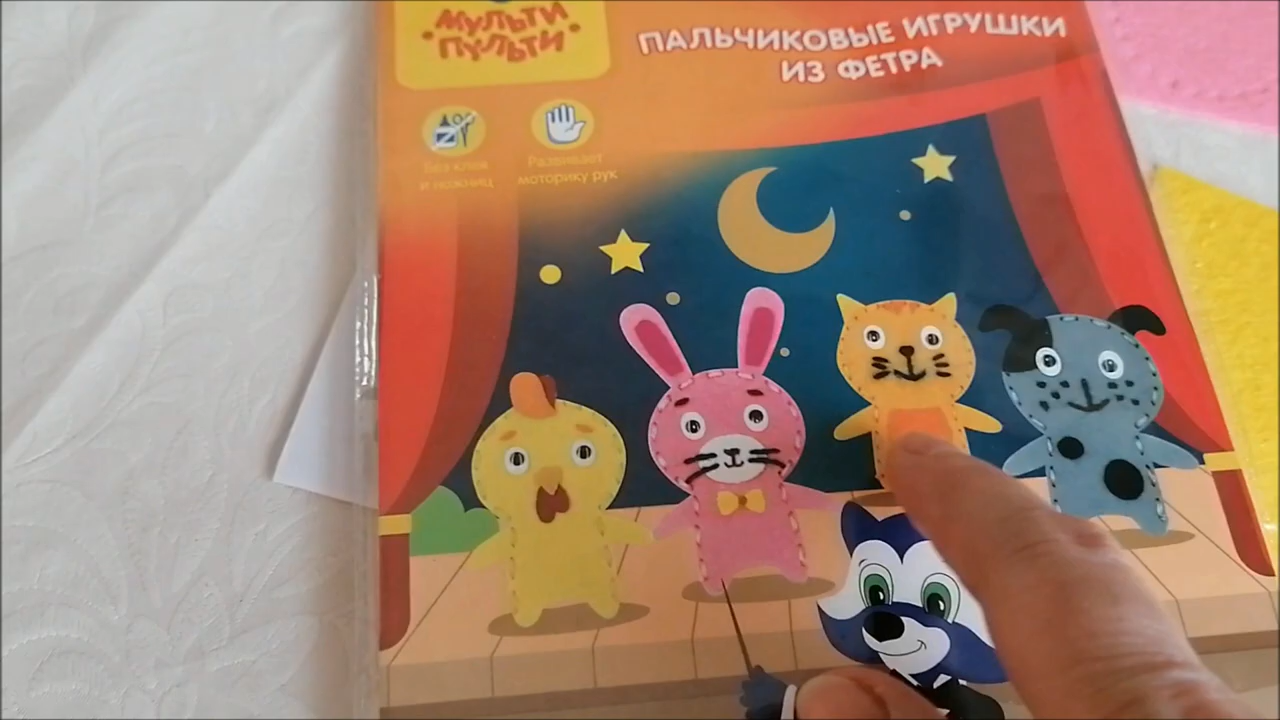 МУЛЬТИ
ПУЛЬТИ
ПАЛЬЧИКОВЫЕ ИГРУШКИ
ИЗ ФЕТРА
Без клея
и ножниц
Развивает
моторику рук